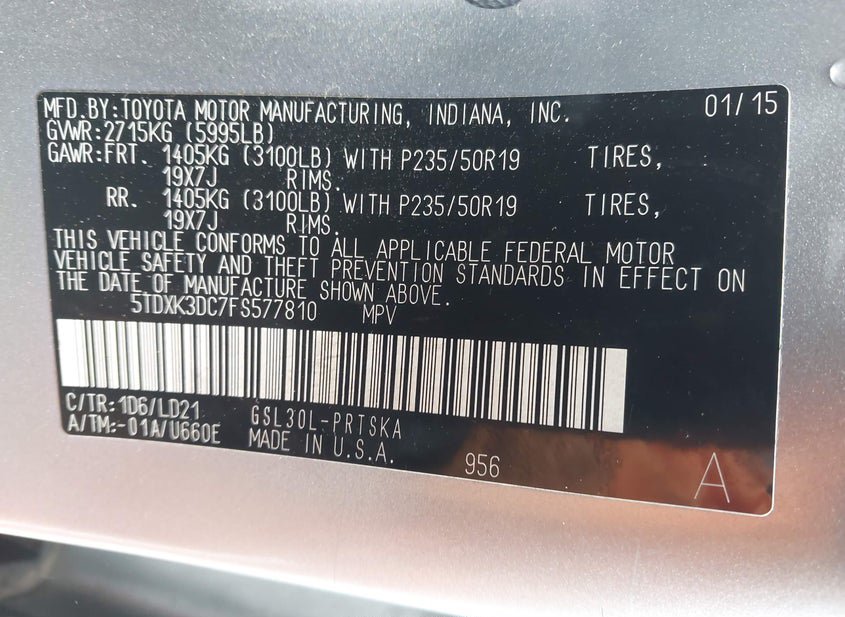 MFD.BY:TOYOTA MOTOR MANUFACTURING, INDIANA, INC. 01/15
GVWR:2715KG (5995LB)
GAWR:FRT. 1405KG (3100LB) WITH P235/50R19 TIRES,
19X7J RIMS.
RR. 1405KG (3100LB) WITH P235/50R19 TIRES,
19X7J RIMS.
THIS VEHICLE CONFORMS TO ALL APPLICABLE FEDERAL MOTOR
VEHICLE SAFETY AND THEFT PREVENTION STANDARDS IN EFFECT ON
THE DATE OF MANUFACTURE SHOWN ABOVE.
5TDXK3DC7FS577810 MPV
C/TR:1D6/LD21 GSL30L-PRTSKA
A/TM:-01A/U660E MADE IN U.S.A. 956 A